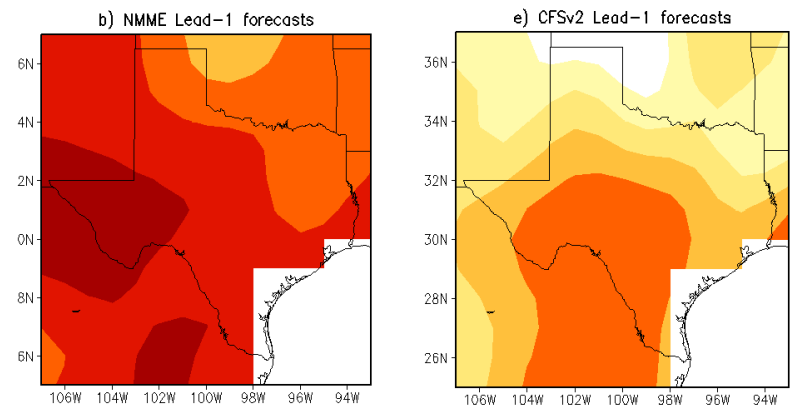 b) NMME Lead-1 forecasts
6N
4N
2N
0N
8N
6N
106W 104W 102W 100W 98W 96W 94W
e) CFSv2 Lead-1 forecasts
36N
34N
32N
30N
28N
26N
106W 104W 102W 100W 98W 96W 94W